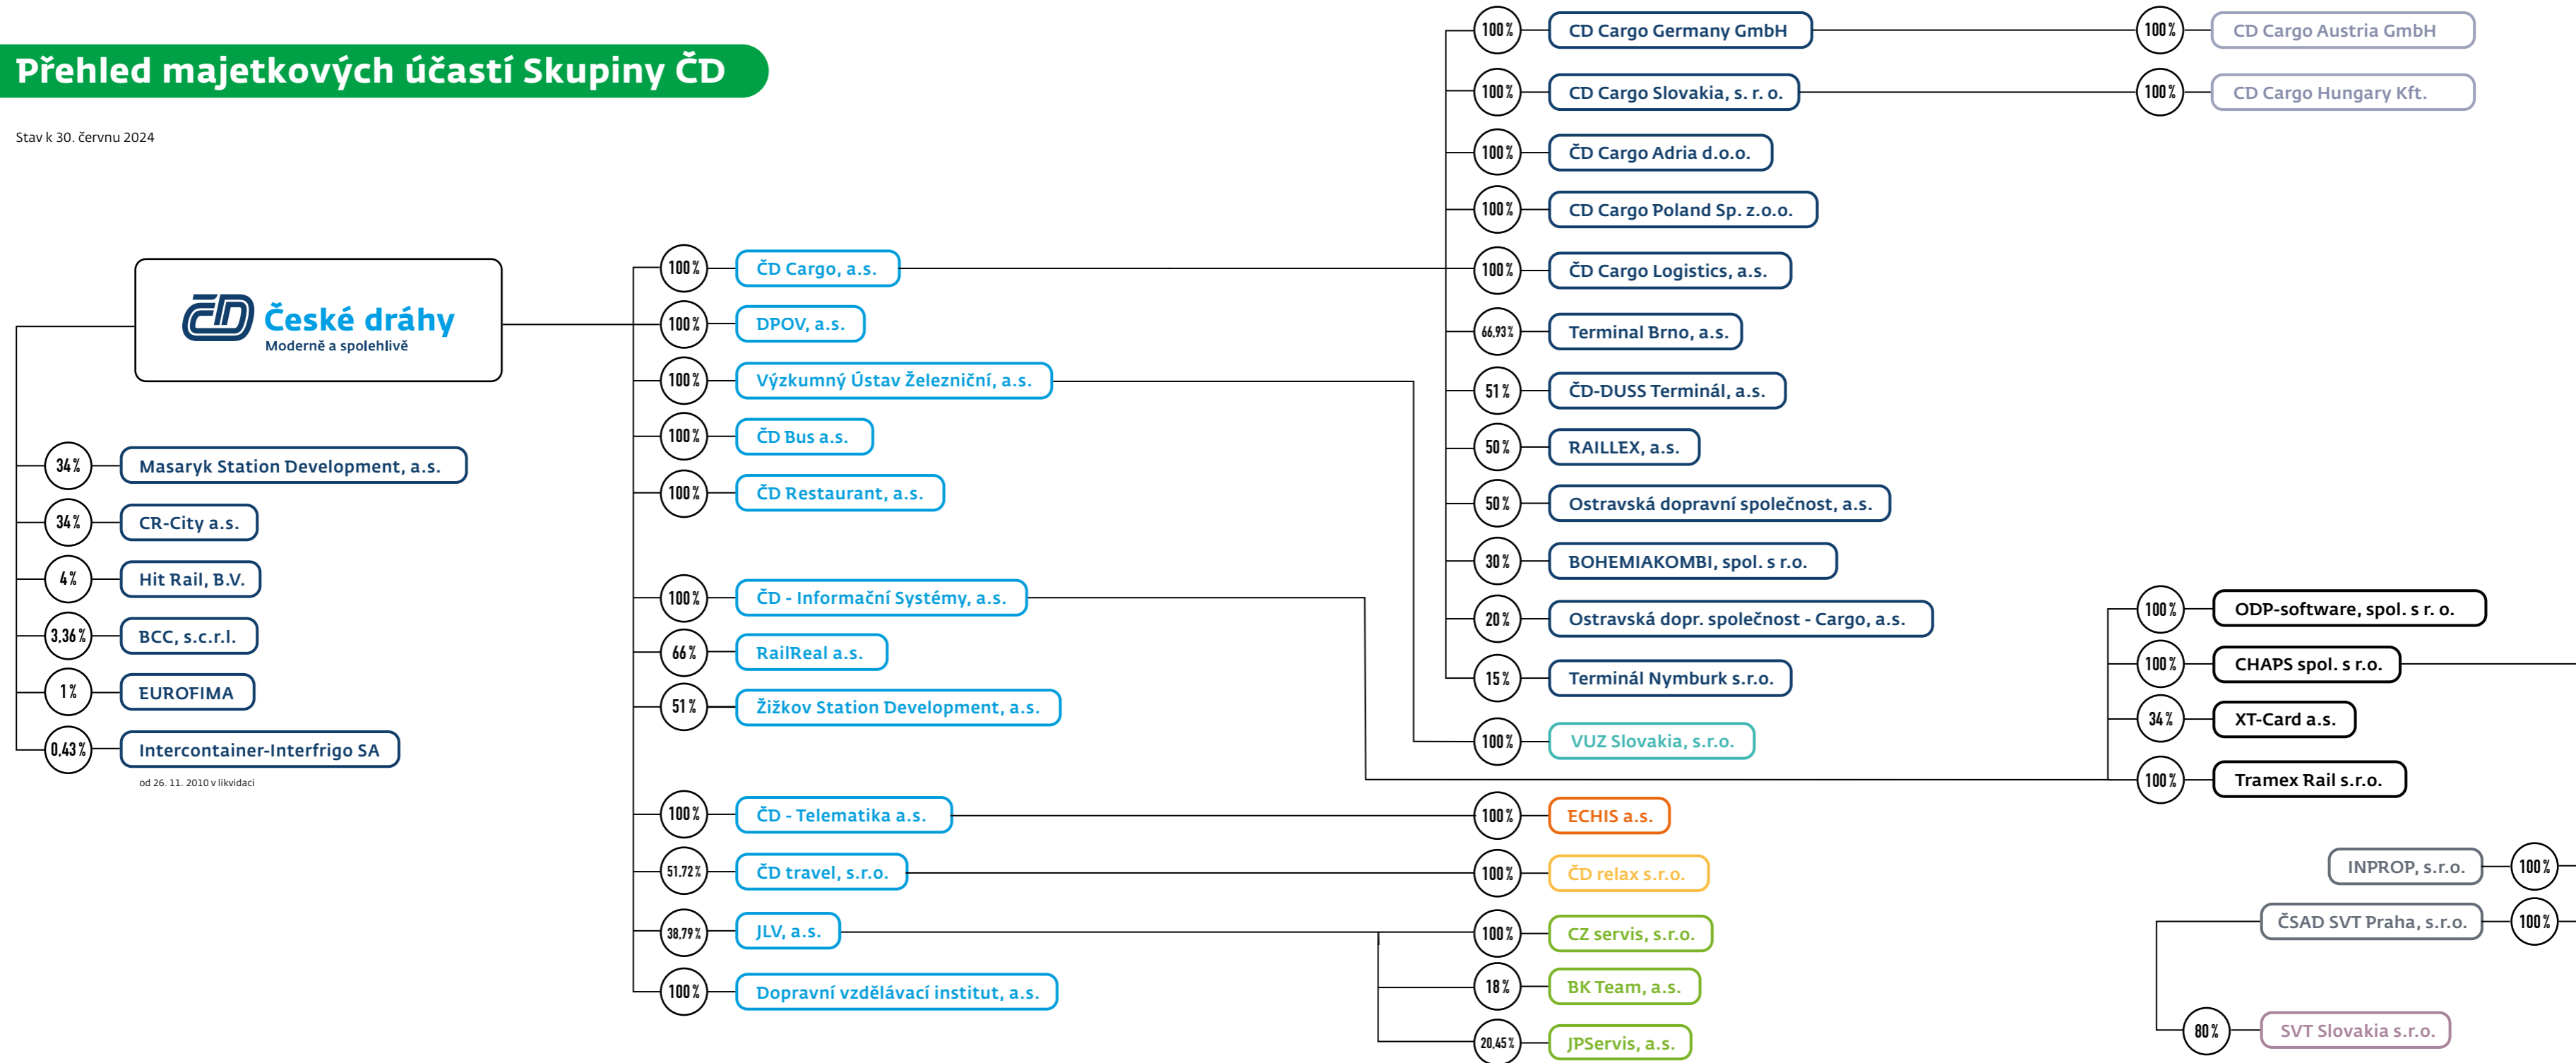 Přehled majetkových účastí Skupiny ČD
Stav k 30. červnu 2024
ČD České dráhy
Moderně a spolehlivě
34% Masaryk Station Development, a.s.
34% CR-City a.s.
4% Hit Rail, B.V.
3,36% BCC, s.c.r.l.
1% EUROFIMA
0,43% Intercontainer-Interfrigo SA
od 26. 11. 2010 v likvidaci
100% ČD Cargo, a.s.
100% DPOV, a.s.
100% Výzkumný Ústav Železniční, a.s.
100% ČD Bus a.s.
100% ČD Restaurant, a.s.
100% ČD - Informační Systémy, a.s.
66% RailReal a.s.
51% Žižkov Station Development, a.s.
100% ČD - Telematika a.s.
51,72% ČD travel, s.r.o.
38,79% JLV, a.s.
100% Dopravní vzdělávací institut, a.s.
100% CD Cargo Germany GmbH
100% CD Cargo Slovakia, s. r. o.
100% ČD Cargo Adria d.o.o.
100% CD Cargo Poland Sp. z.o.o.
100% ČD Cargo Logistics, a.s.
66,93% Terminal Brno, a.s.
51% ČD-DUSS Terminál, a.s.
50% RAILLEX, a.s.
50% Ostravská dopravní společnost, a.s.
30% BOHEMIAKOMBI, spol. s r.o.
20% Ostravská dopr. společnost - Cargo, a.s.
15% Terminál Nymburk s.r.o.
100% VUZ Slovakia, s.r.o.
100% ECHIS a.s.
100% ČD relax s.r.o.
100% CZ servis, s.r.o.
18% BK Team, a.s.
20,45% JPServis, a.s.
100% CD Cargo Austria GmbH
100% CD Cargo Hungary Kft.
100% ODP-software, spol. s r. o.
100% CHAPS spol. s r.o.
34% XT-Card a.s.
100% Tramex Rail s.r.o.
INPROP, s.r.o. 100%
ČSAD SVT Praha, s.r.o. 100%
80% SVT Slovakia s.r.o.